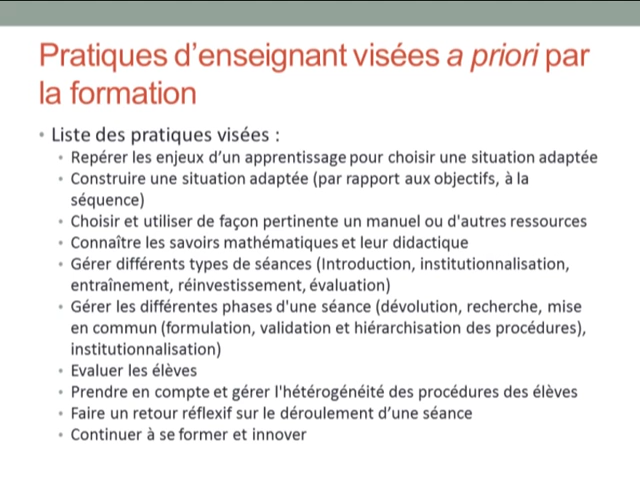 Pratiques d’enseignant visées a priori par
la formation
• Liste des pratiques visées :
• Repérer les enjeux d’un apprentissage pour choisir une situation adaptée
• Construire une situation adaptée (par rapport aux objectifs, à la
séquence)
• Choisir et utiliser de façon pertinente un manuel ou d'autres ressources
• Connaître les savoirs mathématiques et leur didactique
• Gérer différents types de séances (Introduction, institutionnalisation,
entraînement, réinvestissement, évaluation)
• Gérer les différentes phases d'une séance (dévolution, recherche, mise
en commun (formulation, validation et hiérarchisation des procédures),
institutionnalisation)
• Evaluer les élèves
• Prendre en compte et gérer l'hétérogénéité des procédures des élèves
• Faire un retour réflexif sur le déroulement d’une séance
• Continuer à se former et innover